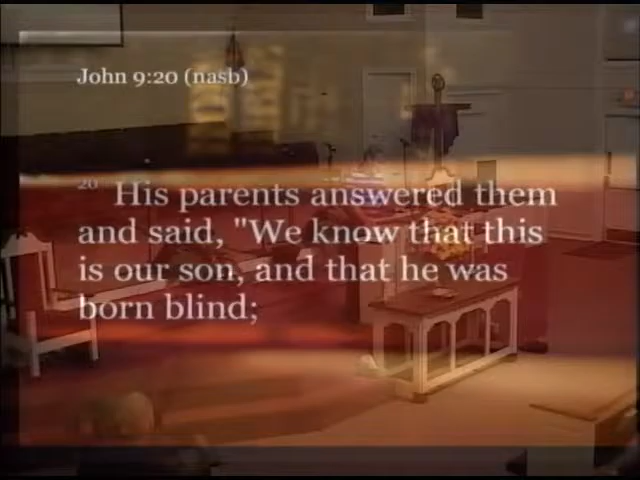 John 9:20 (nasb)
20 His parents answered them
and said, "We know that this
is our son, and that he was
born blind;